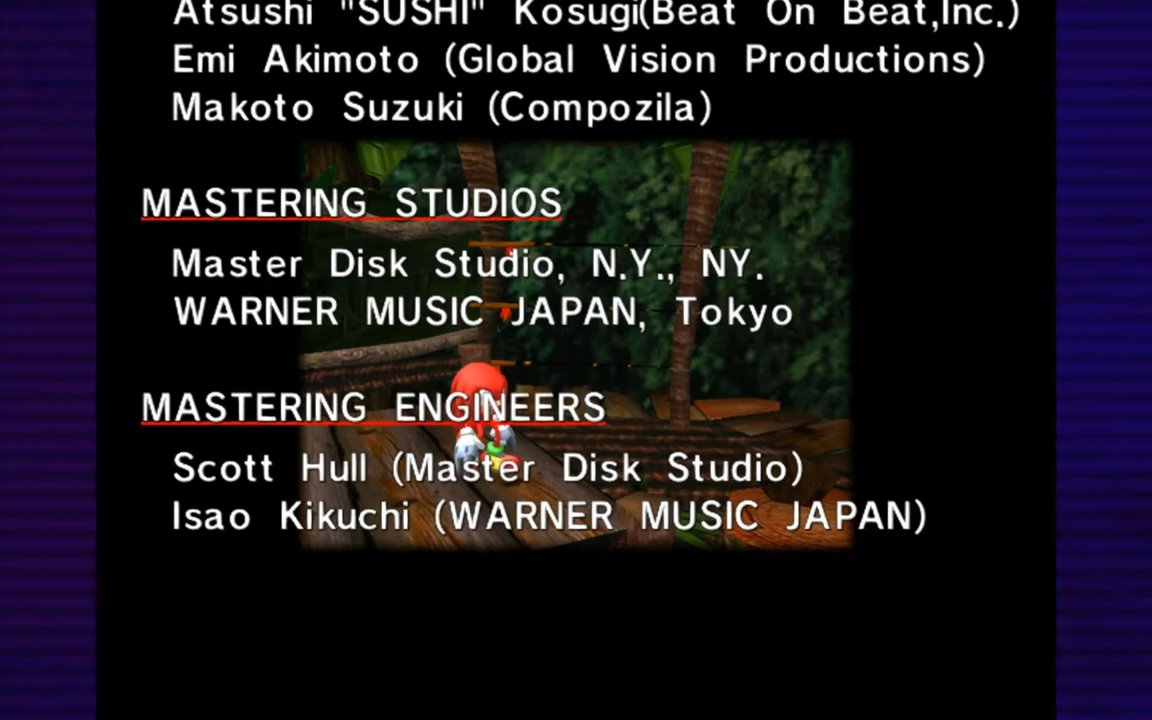 Atsushi "SUSHI" Kosugi(Beat On Beat,Inc.)
Emi Akimoto (Global Vision Productions)
Makoto Suzuki (Compozila)
MASTERING STUDIOS
Master Disk Studio, N.Y., NY.
WARNER MUSIC JAPAN, Tokyo
MASTERING ENGINEERS
Scott Hull (Master Disk Studio)
Isao Kikuchi (WARNER MUSIC JAPAN)